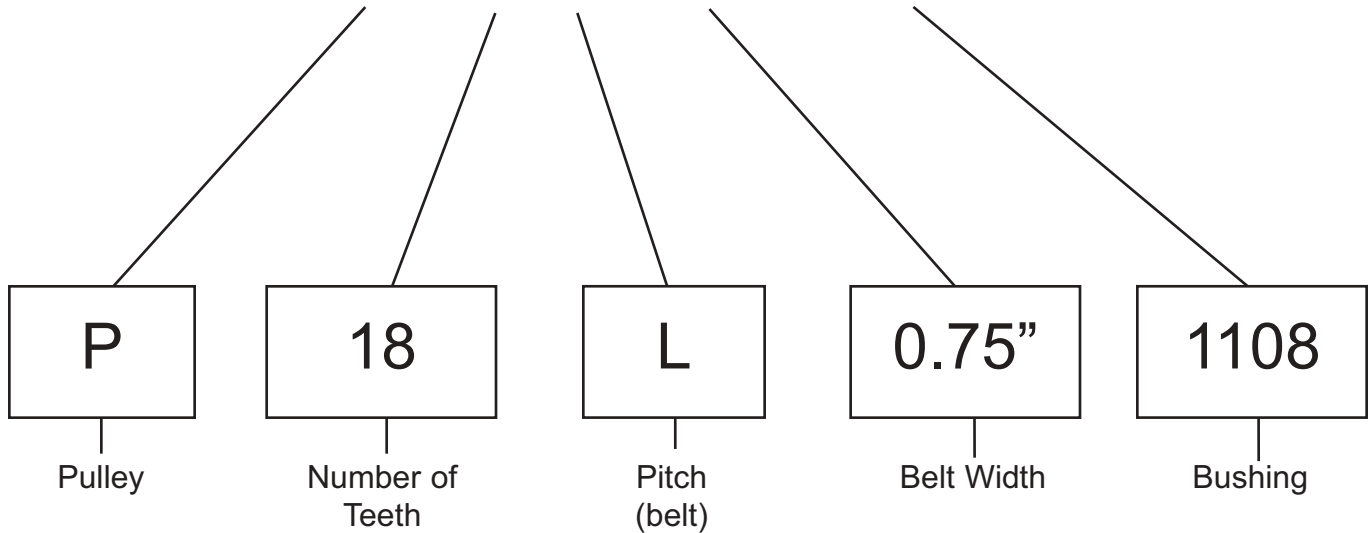 P 18 L 0.75” 1108
Pulley Number of Teeth Pitch (belt) Belt Width Bushing